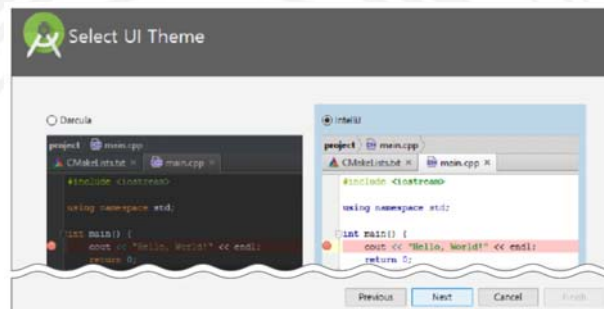 Select UI Theme
Darcula
IntelliJ
project main.cpp
CMakeLists.txt × main.cpp ×
#include <iostream>
using namespace std;
int main() {
cout << "Hello, World!" << endl;
return 0;
project main.cpp
CMakeLists.txt × main.cpp ×
#include <iostream>
using namespace std;
int main() {
cout << "Hello, World!" << endl;
return 0;
Previous Next Cancel Finish